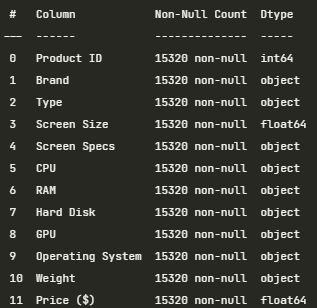 #   Column            Non-Null Count  Dtype
---  ------            --------------  -----
0   Product ID        15320 non-null  int64
1   Brand             15320 non-null  object
2   Type              15320 non-null  object
3   Screen Size       15320 non-null  float64
4   Screen Specs      15320 non-null  object
5   CPU               15320 non-null  object
6   RAM               15320 non-null  object
7   Hard Disk         15320 non-null  object
8   GPU               15320 non-null  object
9   Operating System  15320 non-null  object
10  Weight            15320 non-null  object
11  Price ($)         15320 non-null  float64